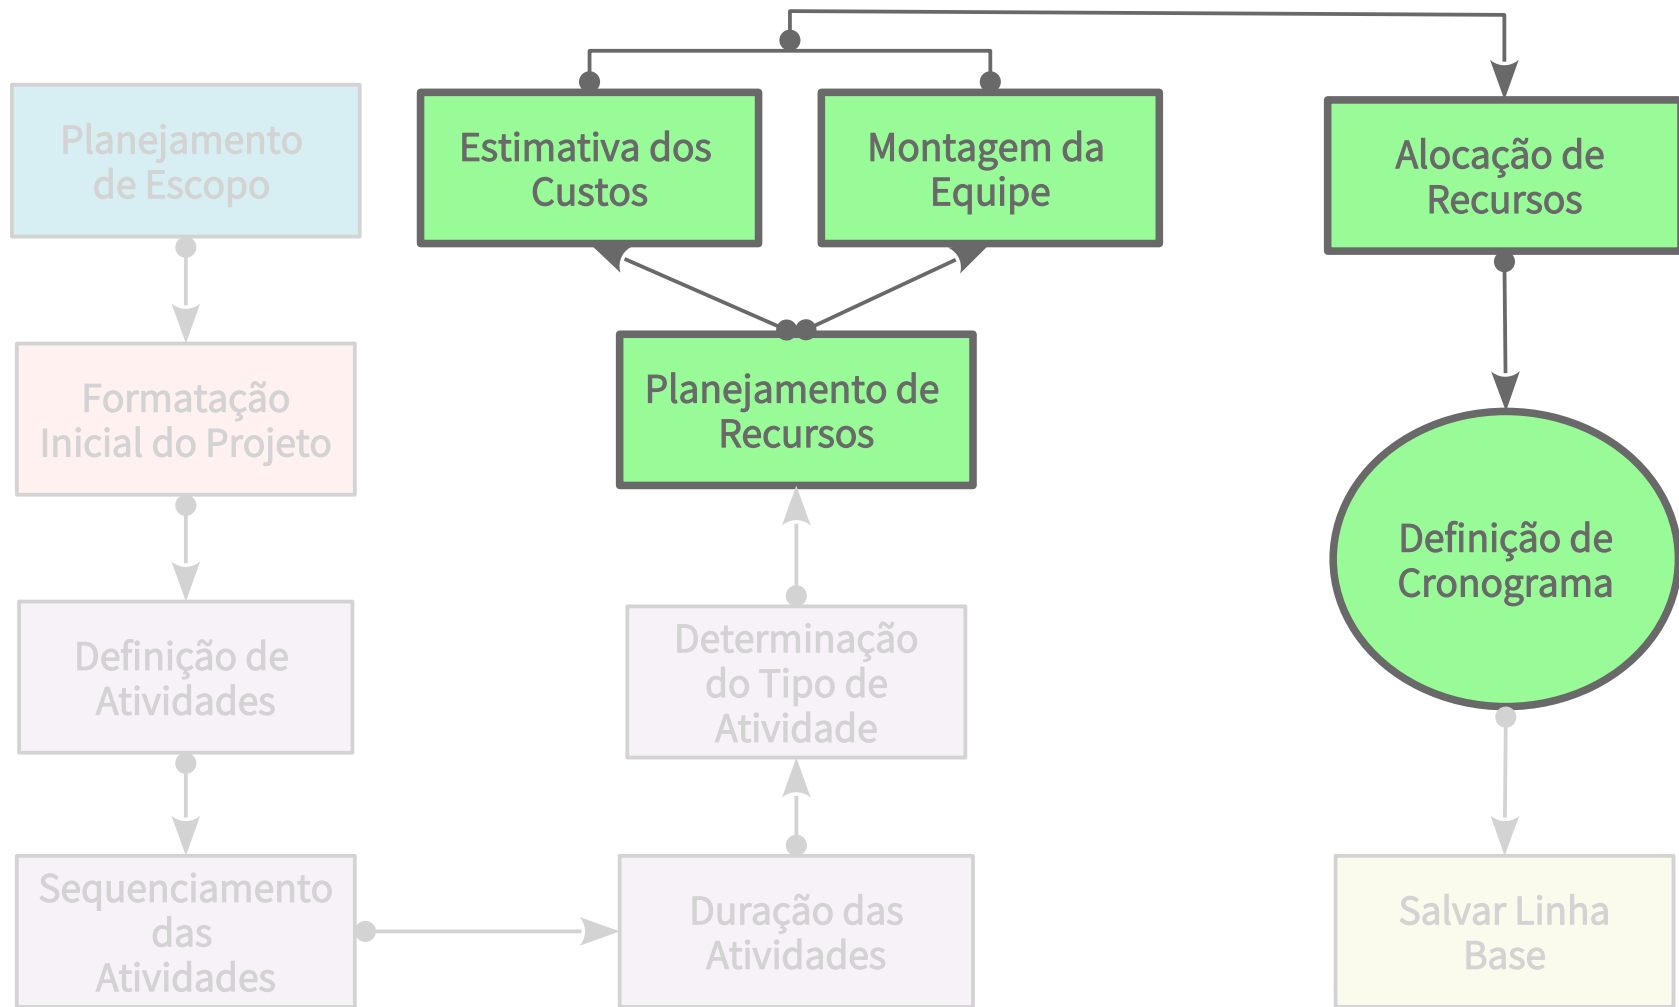 Planejamento
de Escopo
Formatação
Inicial do Projeto
Definição de
Atividades
Sequenciamento
das
Atividades
Duração das
Atividades
Determinação
do Tipo de
Atividade
Planejamento de
Recursos
Estimativa dos
Custos
Montagem da
Equipe
Alocação de
Recursos
Definição de
Cronograma
Salvar Linha
Base